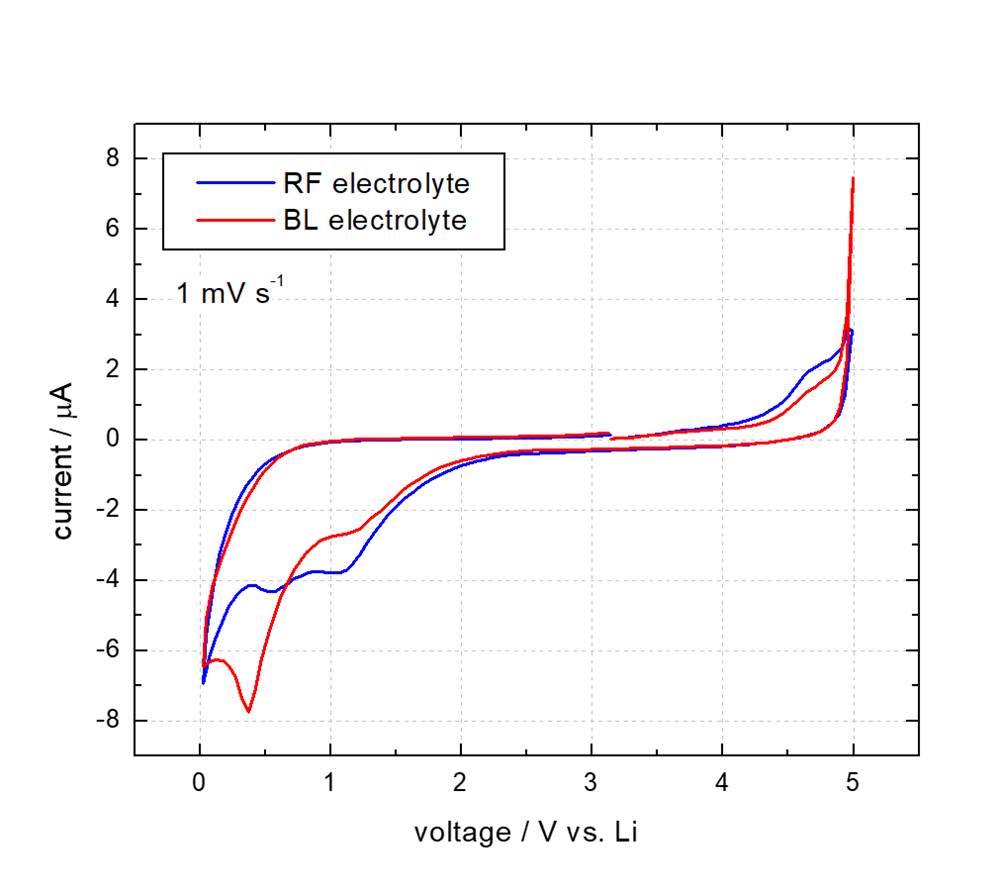 RF electrolyte
BL electrolyte
1 mV s⁻¹
8
6
4
2
0
-2
-4
-6
-8
current / μA
0 1 2 3 4 5
voltage / V vs. Li